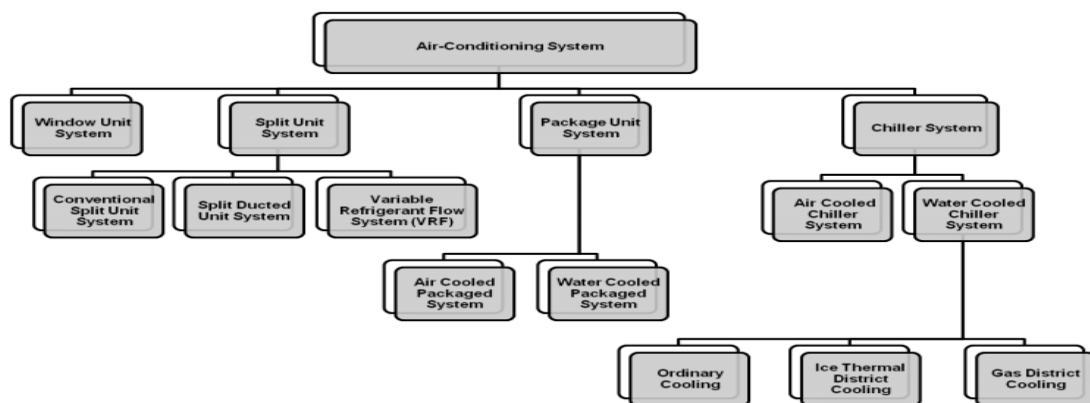 Air-Conditioning System
Window Unit
System
Split Unit
System
Package Unit
System
Chiller System
Conventional
Split Unit
System
Split Ducted
Unit System
Variable
Refrigerant Flow
System (VRF)
Air Cooled
Chiller
System
Water Cooled
Chiller
System
Air Cooled
Packaged
System
Water Cooled
Packaged
System
Ordinary
Cooling
Ice Thermal
District
Cooling
Gas District
Cooling